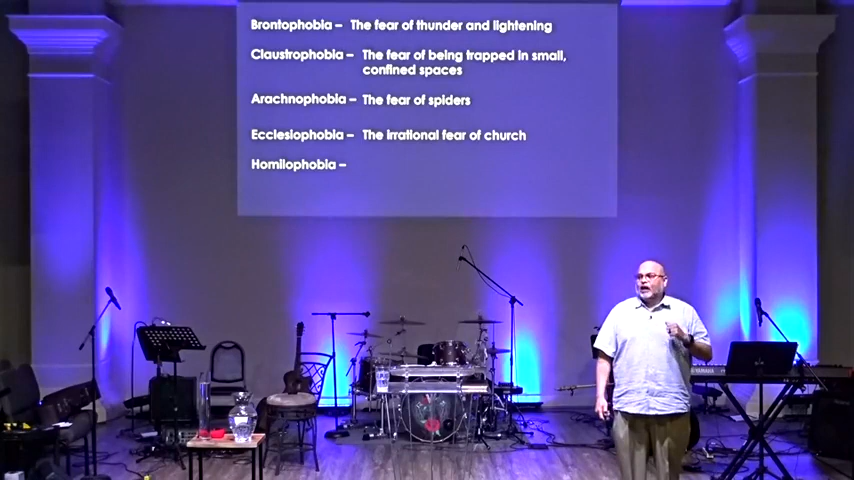 Brontophobia – The fear of thunder and lightening
Claustrophobia – The fear of being trapped in small,
confined spaces
Arachnophobia – The fear of spiders
Ecclesiophobia – The irrational fear of church
Homilophobia –
YAMAHA